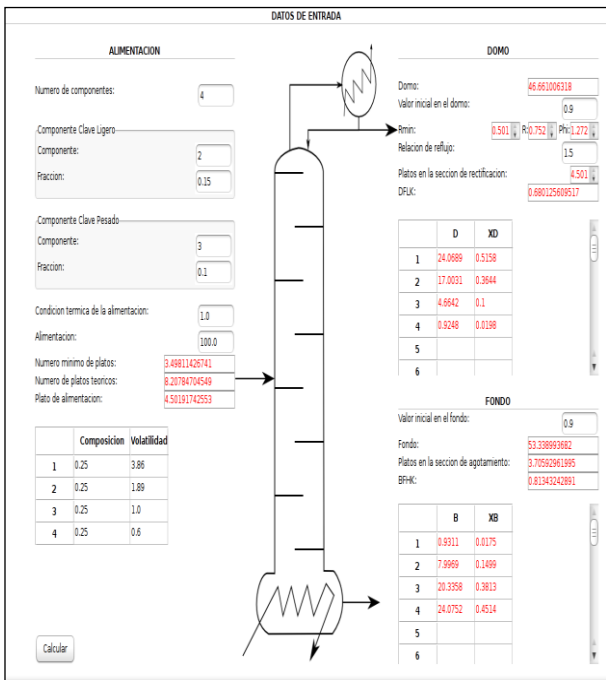 DATOS DE ENTRADA
ALIMENTACION
Numero de componentes: 4
Componente Clave Ligero
Componente: 2
Fraccion: 0.15
Componente Clave Pesado
Componente: 3
Fraccion: 0.1
Condicion termica de la alimentacion: 1.0
Alimentacion: 100.0
Numero minimo de platos: 3.49811426741
Numero de platos teoricos: 8.20784704549
Plato de alimentacion: 4.50191742553
Composicion Volatilidad
1 0.25 3.86
2 0.25 1.89
3 0.25 1.0
4 0.25 0.6
Calcular
DOMO
Domo: 46.661006318
Valor inicial en el domo: 0.9
Rmin: 0.501 R: 0.752 Phi: 1.272
Relacion de reflujo: 1.5
Platos en la seccion de rectificacion: 4.501
DFLK: 0.680125609517
D XD
1 24.0689 0.5158
2 17.0031 0.3644
3 4.6642 0.1
4 0.9248 0.0198
5
6
FONDO
Valor inicial en el fondo: 0.9
Fondo: 53.338993682
Platos en la seccion de agotamiento: 3.70592961995
BFHK: 0.81343242891
B XB
1 0.9311 0.0175
2 7.9969 0.1499
3 20.3358 0.3813
4 24.0752 0.4514
5
6